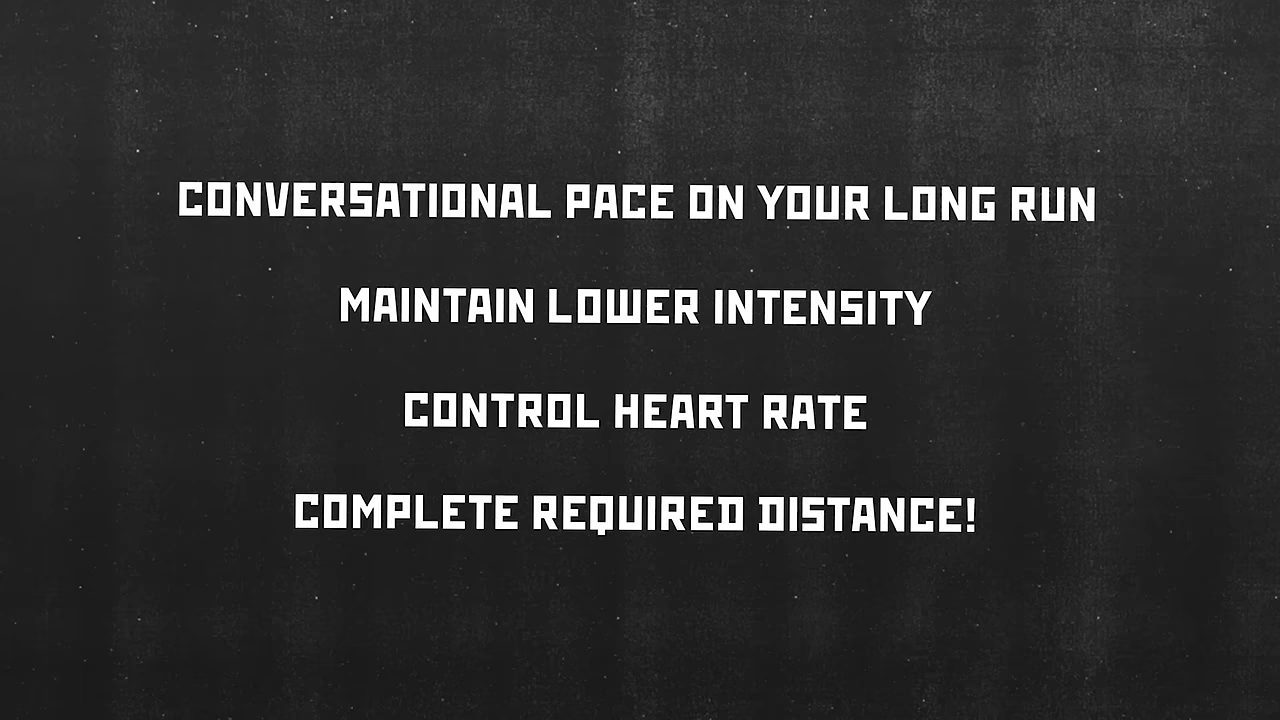 CONVERSATIONAL PACE ON YOUR LONG RUN
MAINTAIN LOWER INTENSITY
CONTROL HEART RATE
COMPLETE REQUIRED DISTANCE!